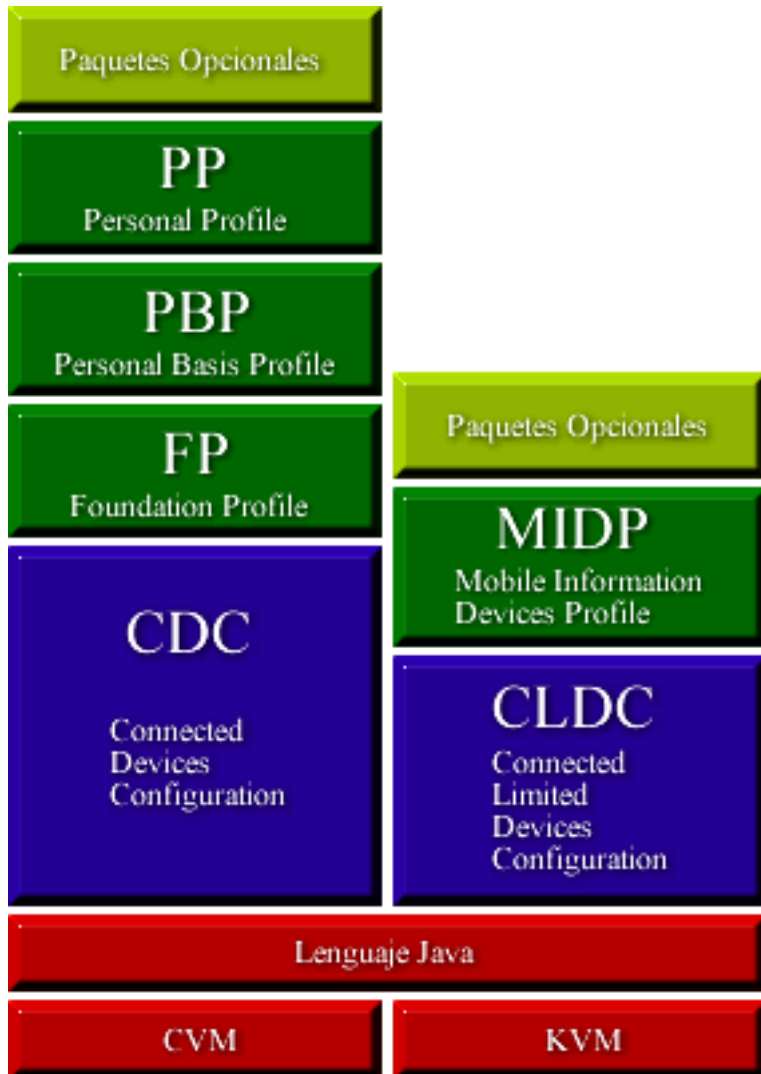 Paquetes Opcionales
PP
Personal Profile
PBP
Personal Basis Profile
FP
Foundation Profile
CDC
Connected
Devices
Configuration
Paquetes Opcionales
MIDP
Mobile Information
Devices Profile
CLDC
Connected
Limited
Devices
Configuration
Lenguaje Java
CVM
KVM